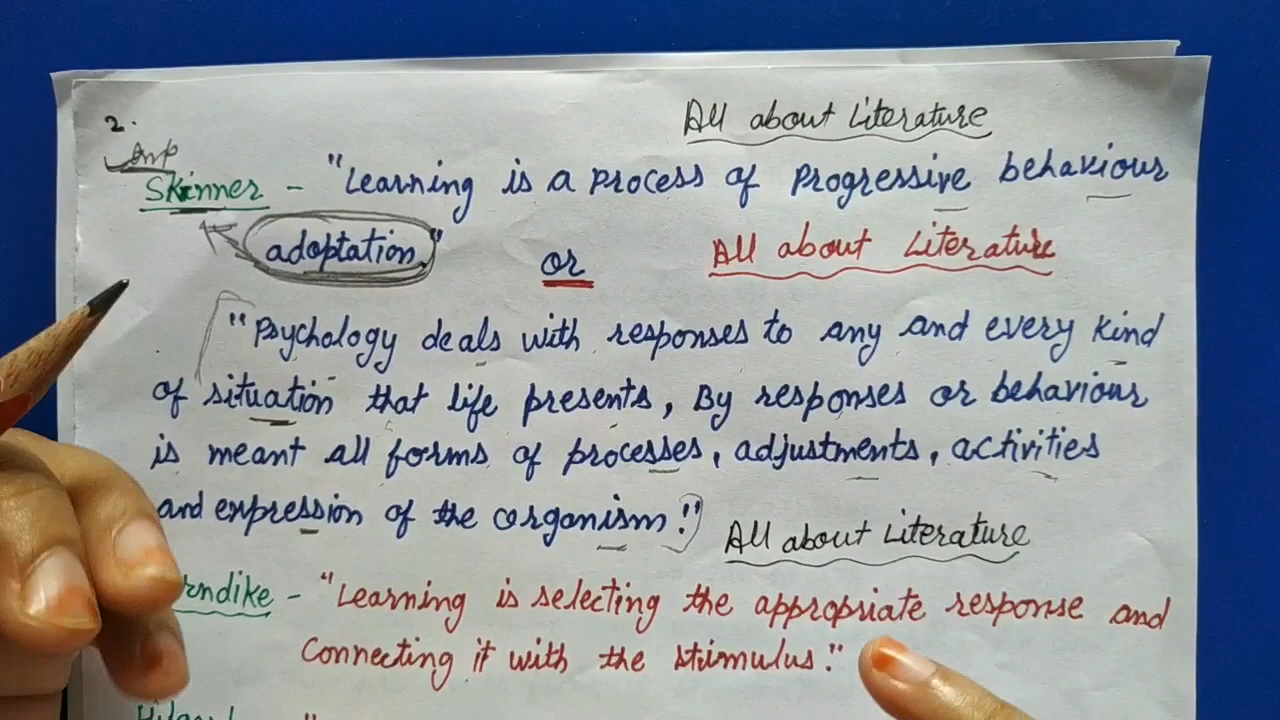 2.
All about Literature
Imp
Skinner - "Learning is a process of progressive behaviour
adoptation."
or
All about Literature
"Psychology deals with responses to any and every kind
of situation that life presents, By responses or behaviour
is meant all forms of processes, adjustments, activities
and expression of the organism."
All about Literature
rndike - "Learning is selecting the appropriate response and
Connecting it with the stimulus."